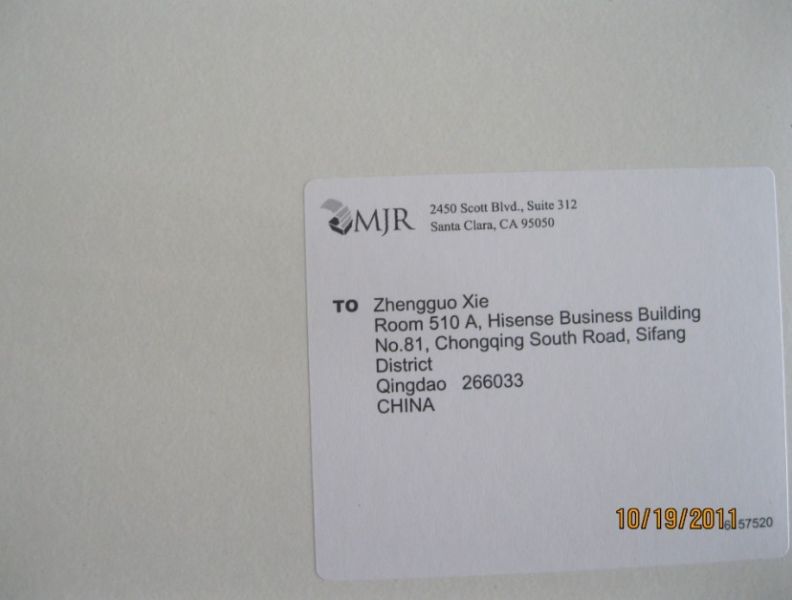 MJR
2450 Scott Blvd., Suite 312
Santa Clara, CA 95050
TO Zhengguo Xie
Room 510 A, Hisense Business Building
No.81, Chongqing South Road, Sifang
District
Qingdao 266033
CHINA
10/19/2011